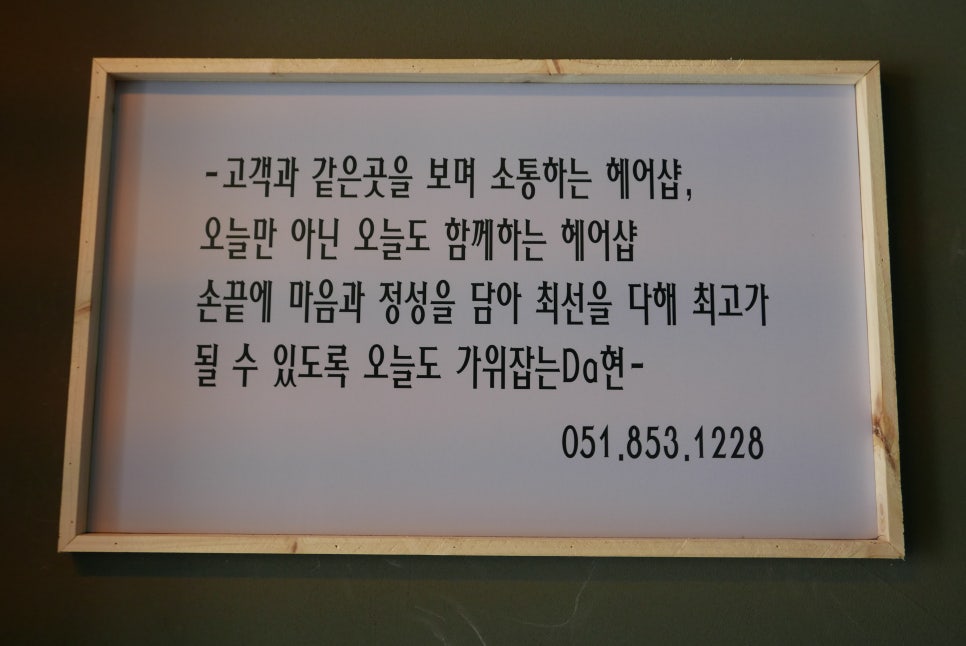 -고객과 같은곳을 보며 소통하는 헤어샵,
오늘만 아닌 오늘도 함께하는 헤어샵
손끝에 마음과 정성을 담아 최선을 다해 최고가
될 수 있도록 오늘도 가위잡는Da현-
051.853.1228